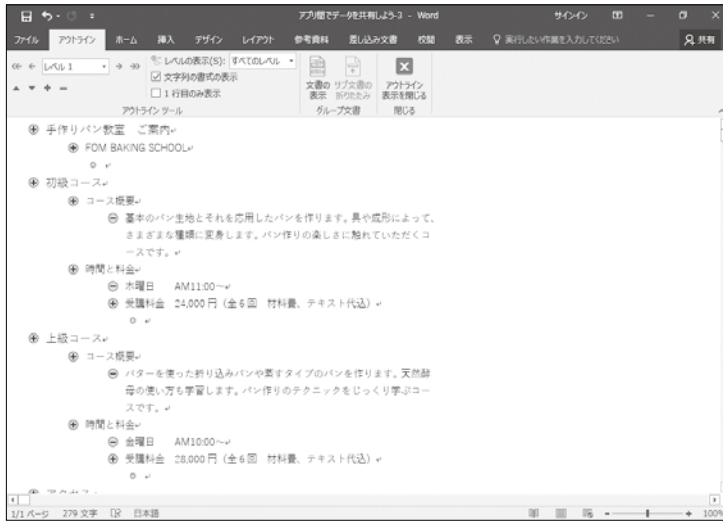 アプリ間でデータを共有しよう-3 - Word
サインイン
ファイル アウトライン ホーム 挿入 デザイン レイアウト 参考資料 差し込み文書 校閲 表示 実行したい作業を入力してください 共有
レベル 1
レベルの表示(S): すべてのレベル
文字列の書式の表示
1 行目のみ表示
文書の表示
サブ文書の折りたたみ
アウトライン表示を閉じる
アウトライン ツール グループ文書 閉じる
手作りパン教室 ご案内
FOM BAKING SCHOOL
初級コース
コース概要
基本のパン生地とそれを応用したパンを作ります。具や成形によって、
さまざまな種類に変身します。パン作りの楽しさに触れていただくコ
ースです。
時間と料金
木曜日 AM11:00～
受講料金 24,000 円（全 6 回 材料費、テキスト代込）
上級コース
コース概要
バターを使った折り込みパンや蒸すタイプのパンを作ります。天然酵
母の使い方も学習します。パン作りのテクニックをじっくり学ぶコー
スです。
時間と料金
金曜日 AM10:00～
受講料金 28,000 円（全 6 回 材料費、テキスト代込）
アクセス
1/1 ページ 279 文字 日本語 100%